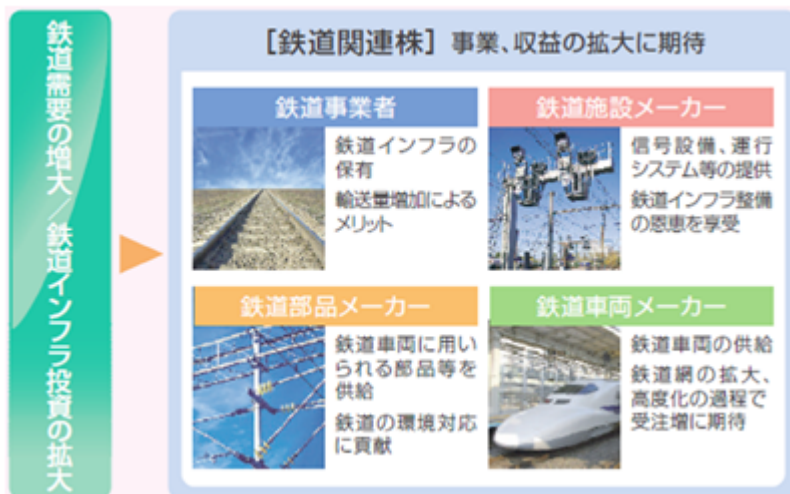 鉄道需要の増大／鉄道インフラ投資の拡大
［鉄道関連株］ 事業、収益の拡大に期待
鉄道事業者
鉄道インフラの
保有
輸送量増加による
メリット
鉄道施設メーカー
信号設備、運行
システム等の提供
鉄道インフラ整備
の恩恵を享受
鉄道部品メーカー
鉄道車両に用い
られる部品等を
供給
鉄道の環境対応
に貢献
鉄道車両メーカー
鉄道車両の供給
鉄道網の拡大、
高度化の過程で
受注増に期待